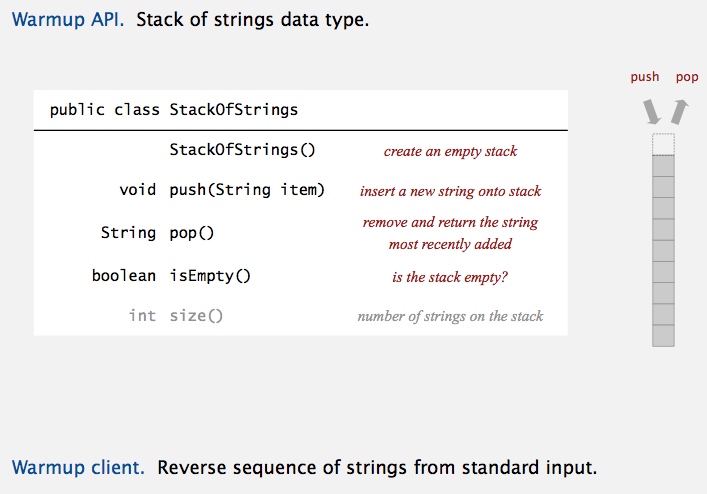 Warmup API. Stack of strings data type.
push pop
public class StackOfStrings
StackOfStrings() create an empty stack
void push(String item) insert a new string onto stack
String pop() remove and return the string
most recently added
boolean isEmpty() is the stack empty?
int size() number of strings on the stack
Warmup client. Reverse sequence of strings from standard input.